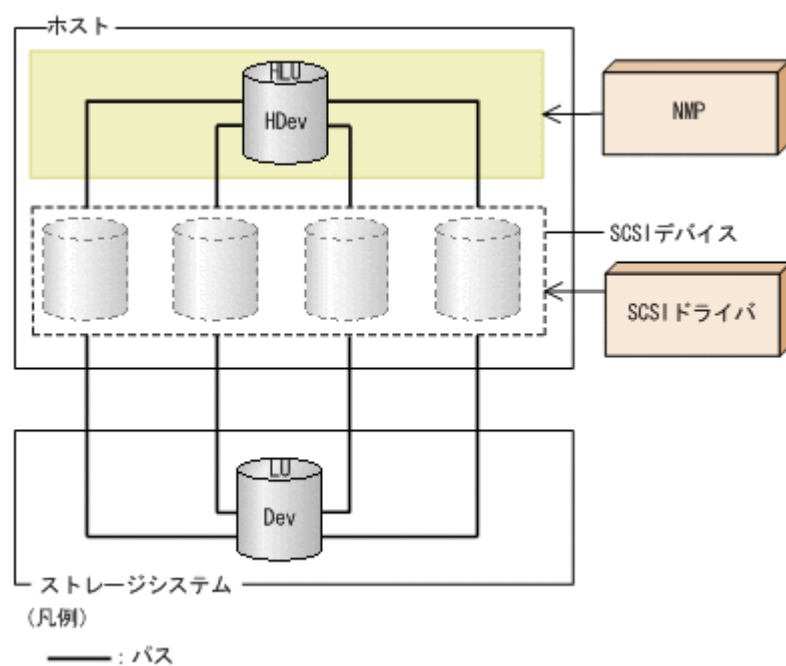 ホスト
HLU
HDev
NMP
SCSIデバイス
SCSIドライバ
LU
Dev
ストレージシステム
(凡例)
: パス